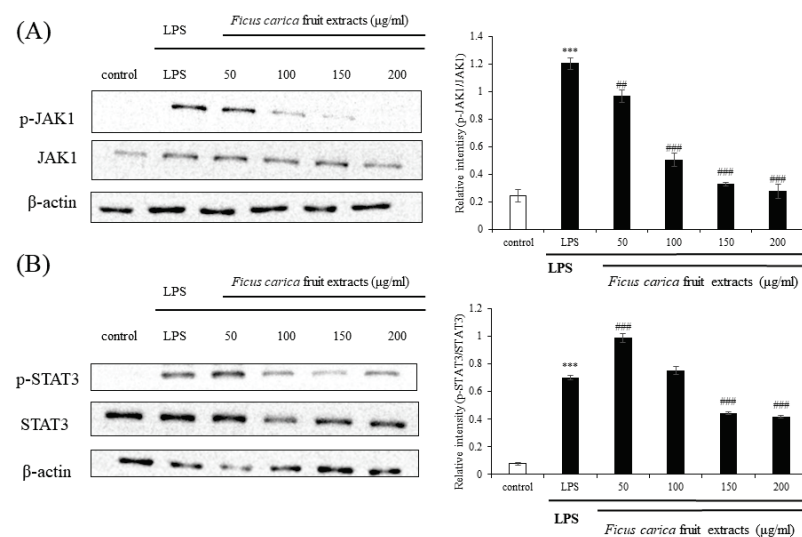 (A)
LPS
Ficus carica fruit extracts (μg/ml)
control LPS 50 100 150 200
p-JAK1
JAK1
β-actin
Relative intentisy (p-JAK1/JAK1)
1.4
1.2
1
0.8
0.6
0.4
0.2
0
***
##
###
###
###
control LPS 50 100 150 200
LPS
Ficus carica fruit extracts (μg/ml)
(B)
LPS
Ficus carica fruit extracts (μg/ml)
control LPS 50 100 150 200
p-STAT3
STAT3
β-actin
Relative intensity (p-STAT3/STAT3)
1.2
1
0.8
0.6
0.4
0.2
0
***
###
###
###
control LPS 50 100 150 200
LPS
Ficus carica fruit extracts (μg/ml)